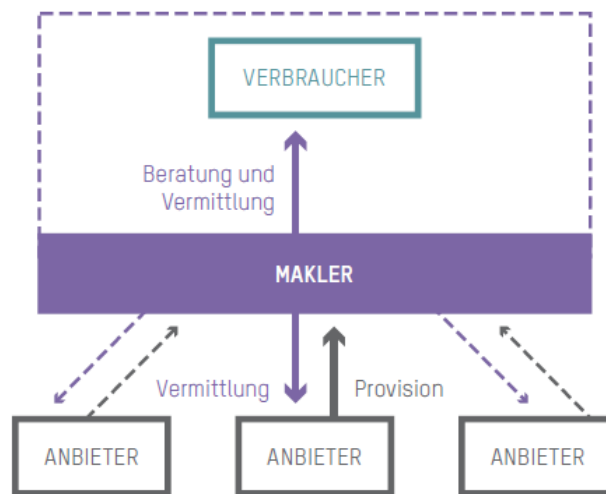 VERBRAUCHER
Beratung und
Vermittlung
MAKLER
Vermittlung
Provision
ANBIETER
ANBIETER
ANBIETER